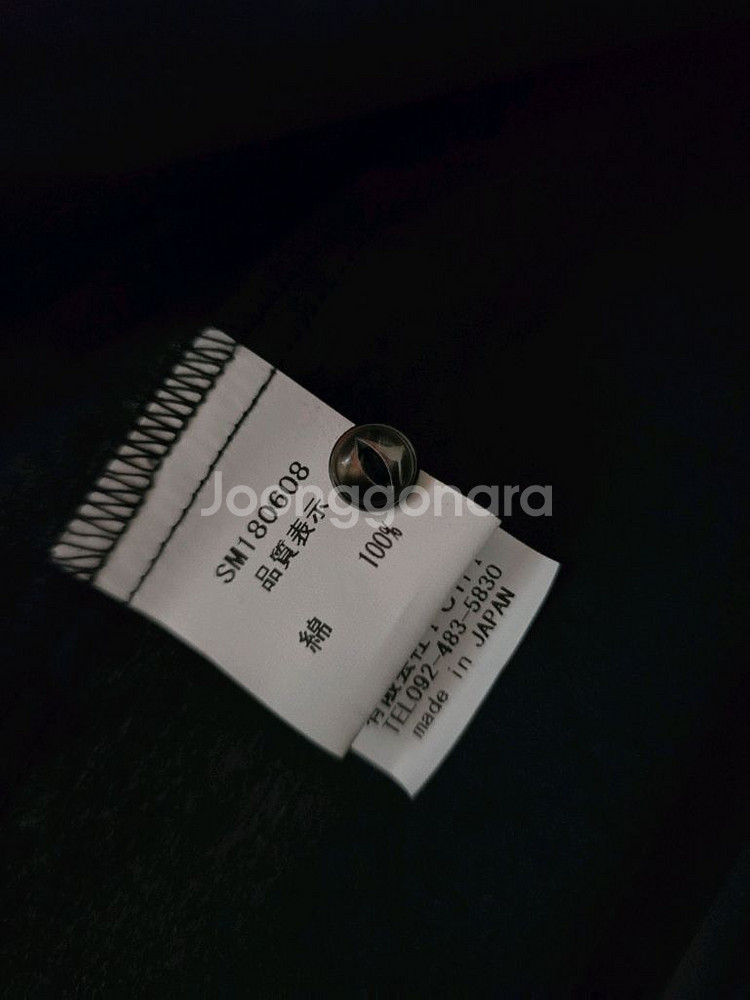 SM180608
品質表示
綿
100%
TEL092-483-5830
made in JAPAN
Joonggonara